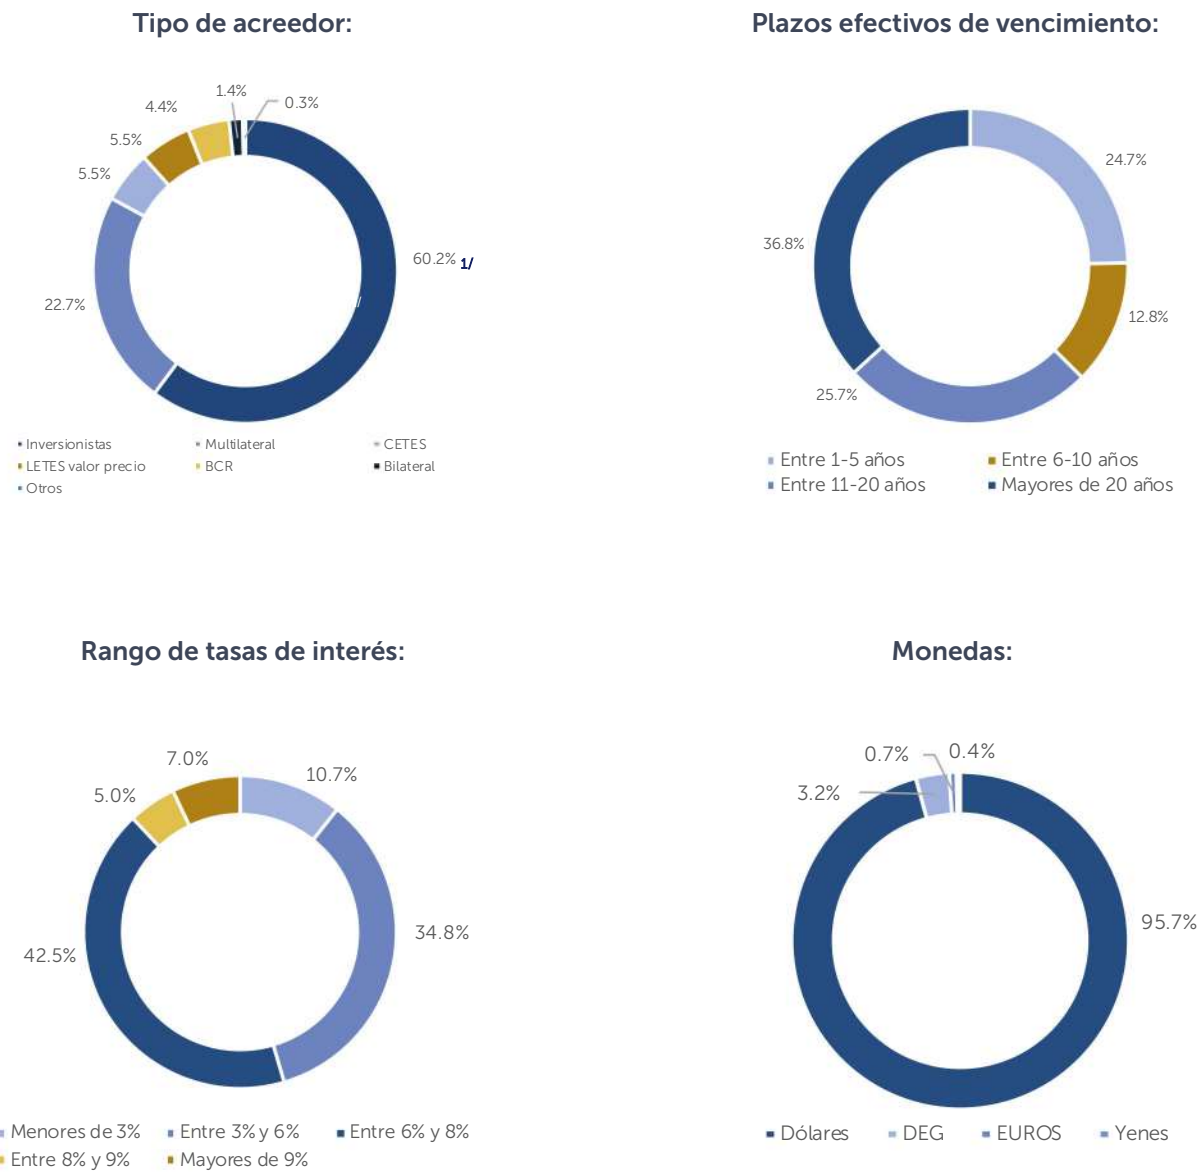 Tipo de acreedor:
1.4%
0.3%
4.4%
5.5%
5.5%
60.2% 1/
/
22.7%
Inversionistas Multilateral CETES
LETES valor precio BCR Bilateral
Otros
Plazos efectivos de vencimiento:
24.7%
36.8%
12.8%
25.7%
Entre 1-5 años Entre 6-10 años
Entre 11-20 años Mayores de 20 años
Rango de tasas de interés:
7.0%
10.7%
5.0%
34.8%
42.5%
Menores de 3% Entre 3% y 6% Entre 6% y 8%
Entre 8% y 9% Mayores de 9%
Monedas:
0.7% 0.4%
3.2%
95.7%
Dólares DEG EUROS Yenes